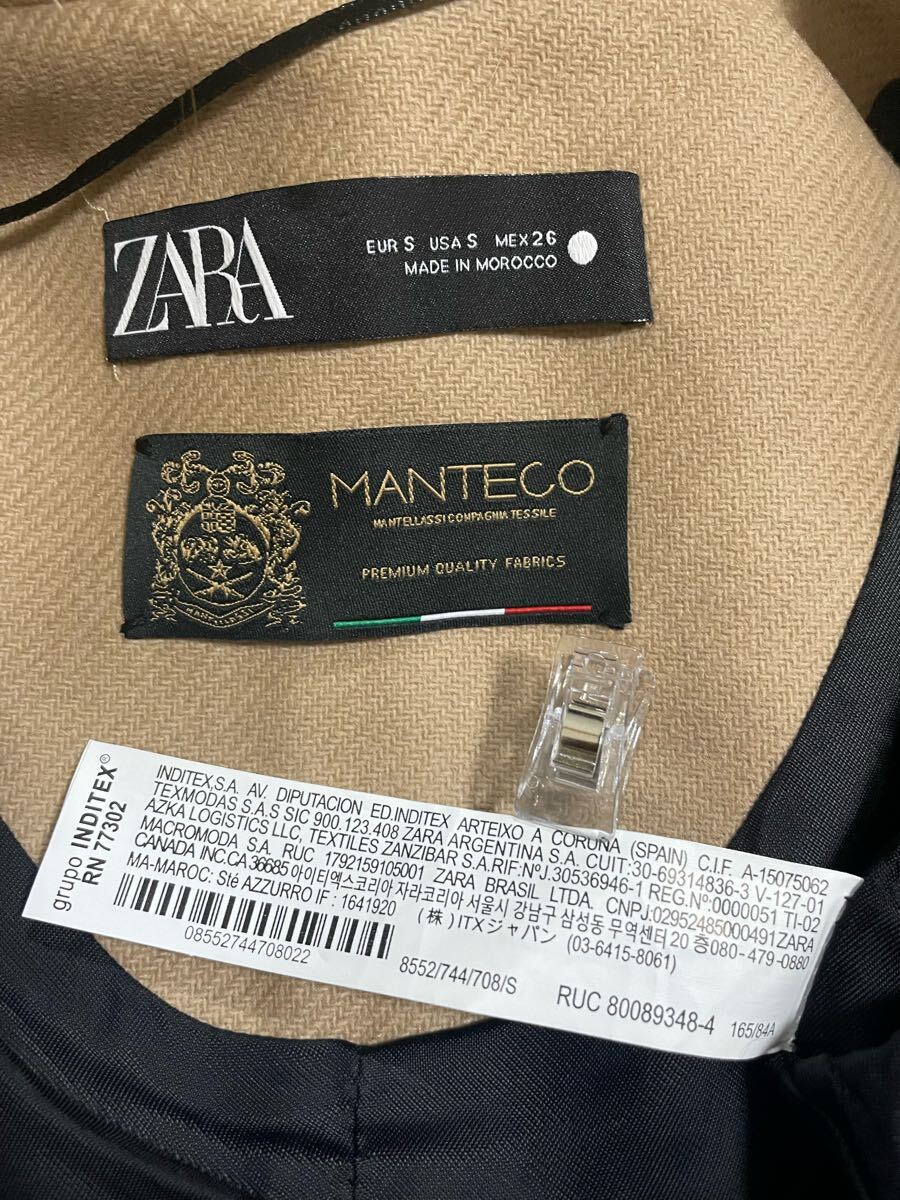 ZARA
EUR S USA S MEX 26
MADE IN MOROCCO
MANTECO
MANTELLASSI COMPAGNIA TESSILE
PREMIUM QUALITY FABRICS
grupo INDITEX®
RN 77302
INDITEX,S.A. AV. DIPUTACION ED.INDITEX ARTEIXO A CORUÑA (SPAIN) C.I.F. A-15075062
TEXMODAS S.A.S SIC 900.123.408 ZARA ARGENTINA S.A. CUIT:30-69314836-3 V-127-01
AZKA LOGISTICS LLC, TEXTILES ZANZIBAR S.A.RIF:NºJ.30536946-1 REG.Nº:0000051 TI-02
MACROMODA S.A. RUC 1792159105001 ZARA BRASIL LTDA. CNPJ:02952485000491ZARA
CANADA INC.CA 36685 아이티엑스코리아 자라코리아 서울시 강남구 삼성동 무역센터 20 층080-479-0880
MA-MAROC: Sté AZZURRO IF : 1641920 (株)ITXジャパン (03-6415-8061)
08552744708022
8552/744/708/S
RUC 80089348-4
165/84A